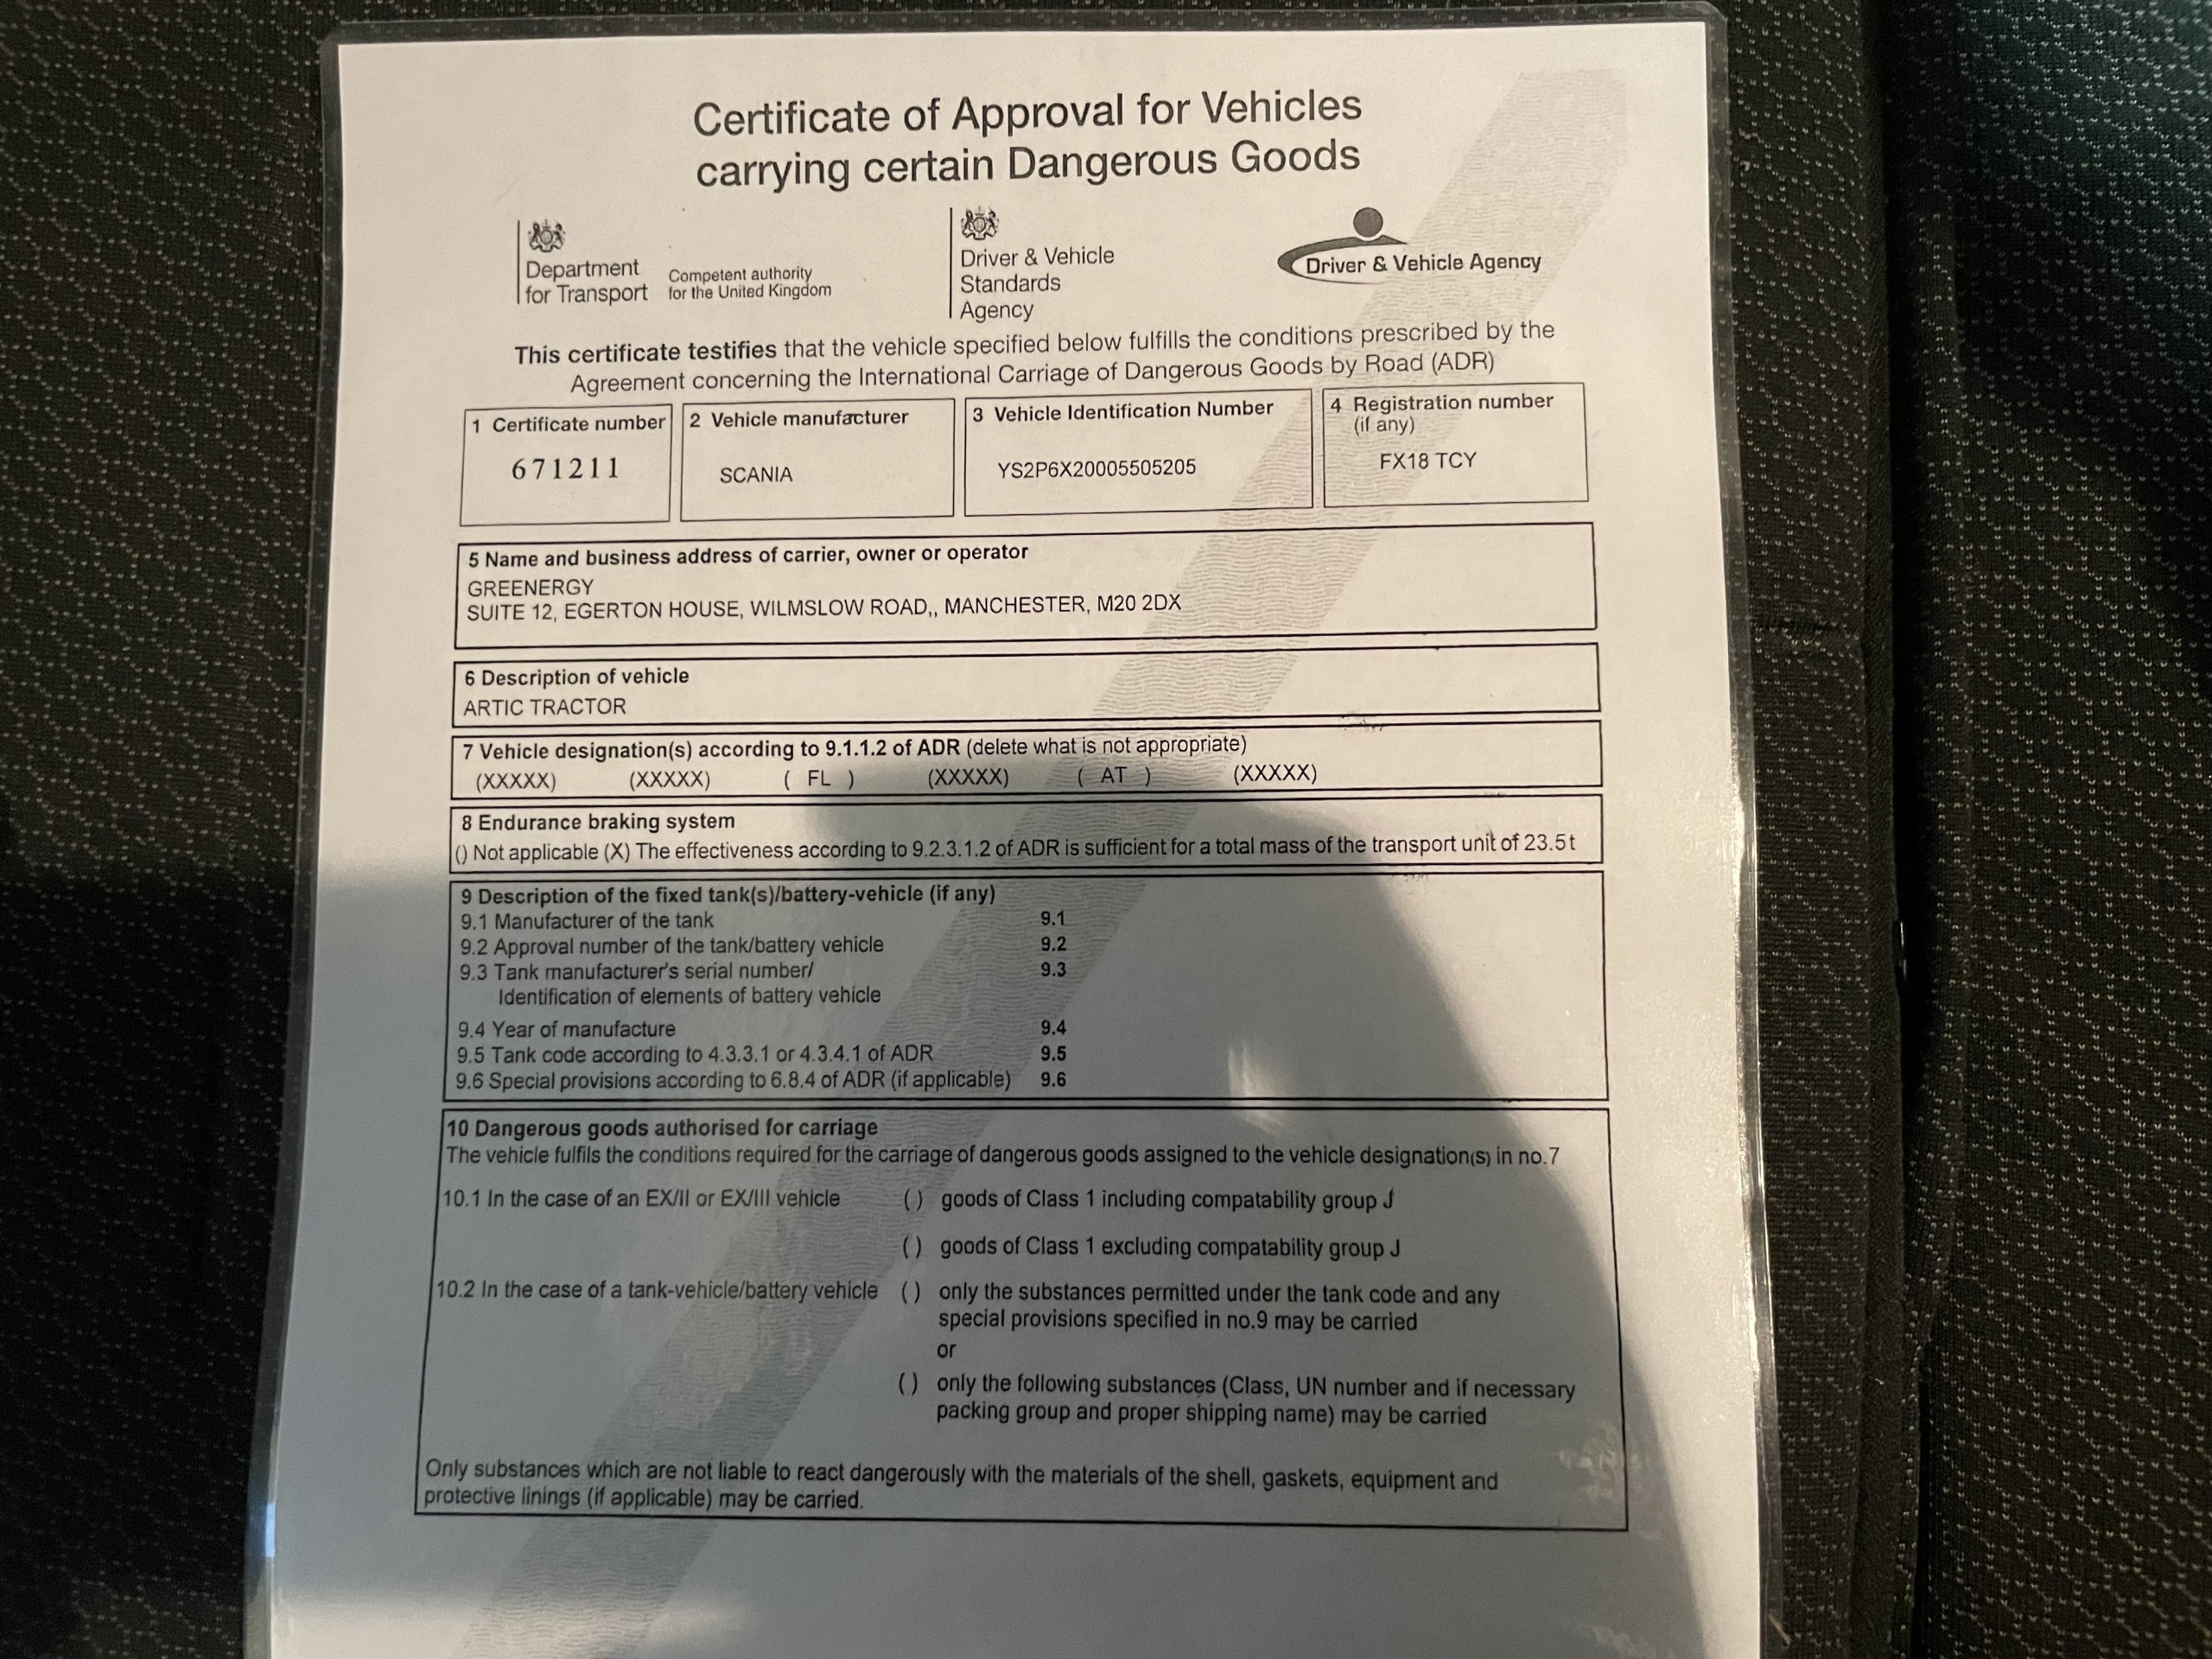 Certificate of Approval for Vehicles
carrying certain Dangerous Goods
Department
for Transport
Competent authority
for the United Kingdom
Driver & Vehicle
Standards
Agency
Driver & Vehicle Agency
This certificate testifies that the vehicle specified below fulfills the conditions prescribed by the
Agreement concerning the International Carriage of Dangerous Goods by Road (ADR)
1 Certificate number
671211
2 Vehicle manufacturer
SCANIA
3 Vehicle Identification Number
YS2P6X20005505205
4 Registration number
(if any)
FX18 TCY
5 Name and business address of carrier, owner or operator
GREENERGY
SUITE 12, EGERTON HOUSE, WILMSLOW ROAD,, MANCHESTER, M20 2DX
6 Description of vehicle
ARTIC TRACTOR
7 Vehicle designation(s) according to 9.1.1.2 of ADR (delete what is not appropriate)
(XXXXX) (XXXXX) ( FL ) (XXXXX) ( AT ) (XXXXX)
8 Endurance braking system
() Not applicable (X) The effectiveness according to 9.2.3.1.2 of ADR is sufficient for a total mass of the transport unit of 23.5t
9 Description of the fixed tank(s)/battery-vehicle (if any)
9.1 Manufacturer of the tank 9.1
9.2 Approval number of the tank/battery vehicle 9.2
9.3 Tank manufacturer's serial number/ 9.3
Identification of elements of battery vehicle
9.4 Year of manufacture 9.4
9.5 Tank code according to 4.3.3.1 or 4.3.4.1 of ADR 9.5
9.6 Special provisions according to 6.8.4 of ADR (if applicable) 9.6
10 Dangerous goods authorised for carriage
The vehicle fulfils the conditions required for the carriage of dangerous goods assigned to the vehicle designation(s) in no.7
10.1 In the case of an EX/II or EX/III vehicle ( ) goods of Class 1 including compatability group J
( ) goods of Class 1 excluding compatability group J
10.2 In the case of a tank-vehicle/battery vehicle ( ) only the substances permitted under the tank code and any
special provisions specified in no.9 may be carried
or
( ) only the following substances (Class, UN number and if necessary
packing group and proper shipping name) may be carried
Only substances which are not liable to react dangerously with the materials of the shell, gaskets, equipment and
protective linings (if applicable) may be carried.